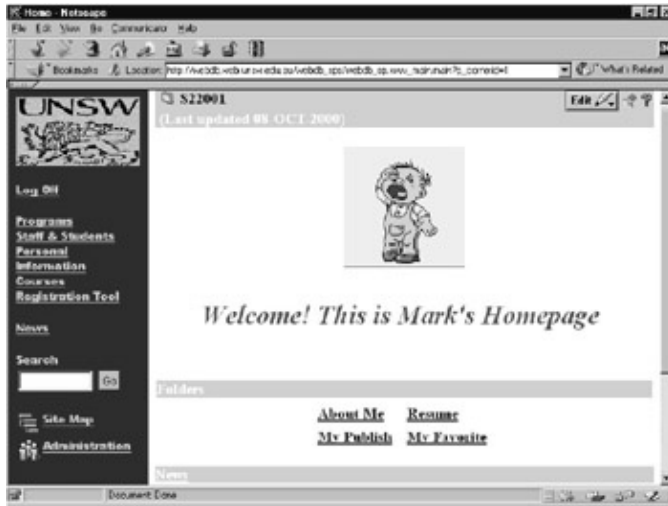 Home - Netscape
File Edit View Go Communicator Help
Bookmarks Location: What's Related
UNSW
S22001
Edit
(Last updated 08-OCT-2000)
Log Off
Programs
Staff & Students
Personal
Information
Courses
Registration Tool
News
Search
Go
Site Map
Administration
Welcome! This is Mark's Homepage
Folders
About Me Resume
My Publish My Favorite
News
Document: Done